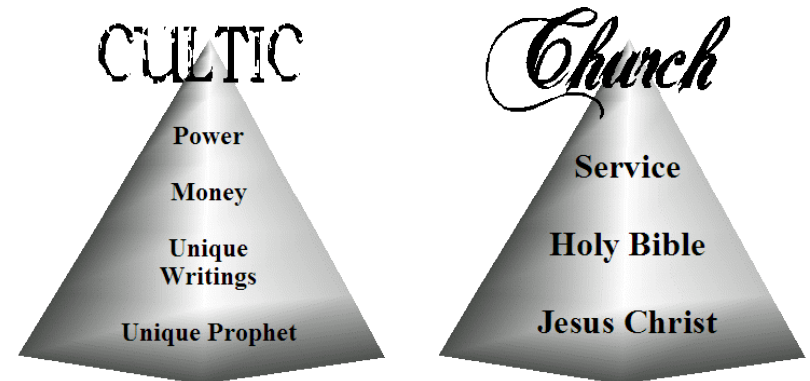 CULTIC
Power
Money
Unique
Writings
Unique Prophet
Church
Service
Holy Bible
Jesus Christ